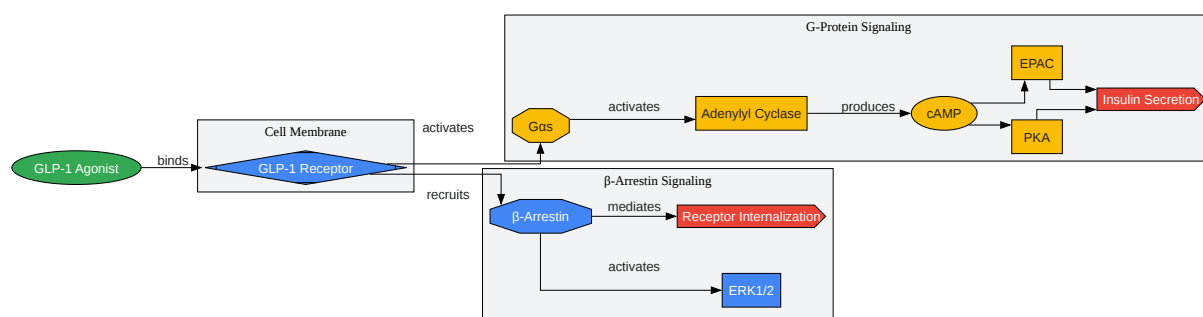 G-Protein Signaling
EPAC
activates
produces
Insulin Secretion
Adenylyl Cyclase
cAMP
Gαs
PKA
activates
Cell Membrane
binds
GLP-1 Agonist
GLP-1 Receptor
recruits
β-Arrestin Signaling
mediates
β-Arrestin
Receptor Internalization
activates
ERK1/2